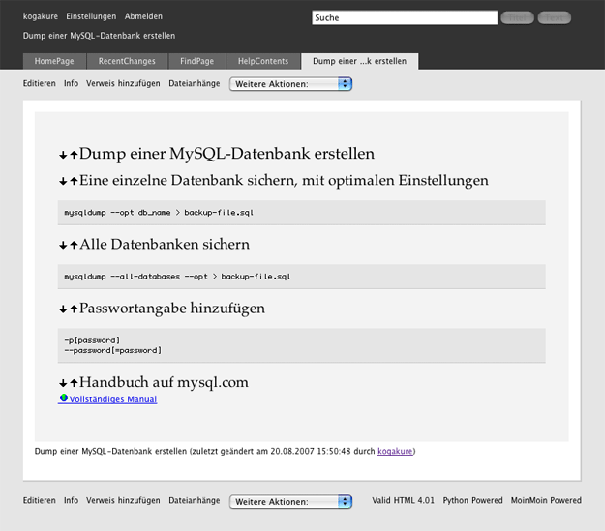 kogakure Einstellungen Abmelden
Suche
Dump einer MySQL-Datenbank erstellen
HomePage RecentChanges FindPage HelpContents Dump einer ...k erstellen
Editieren Info Verweis hinzufügen Dateianhänge Weitere Aktionen:
Dump einer MySQL-Datenbank erstellen
Eine einzelne Datenbank sichern, mit optimalen Einstellungen
mysqldump --opt db_name > backup-file.sql
Alle Datenbanken sichern
mysqldump --all-databases --opt > backup-file.sql
Passwortangabe hinzufügen
-p[password]
--password[=password]
Handbuch auf mysql.com
Vollständiges Manual
Dump einer MySQL-Datenbank erstellen (zuletzt geändert am 20.08.2007 15:50:48 durch kogakure)
Editieren Info Verweis hinzufügen Dateianhänge Weitere Aktionen: Valid HTML 4.01 Python Powered MoinMoin Powered